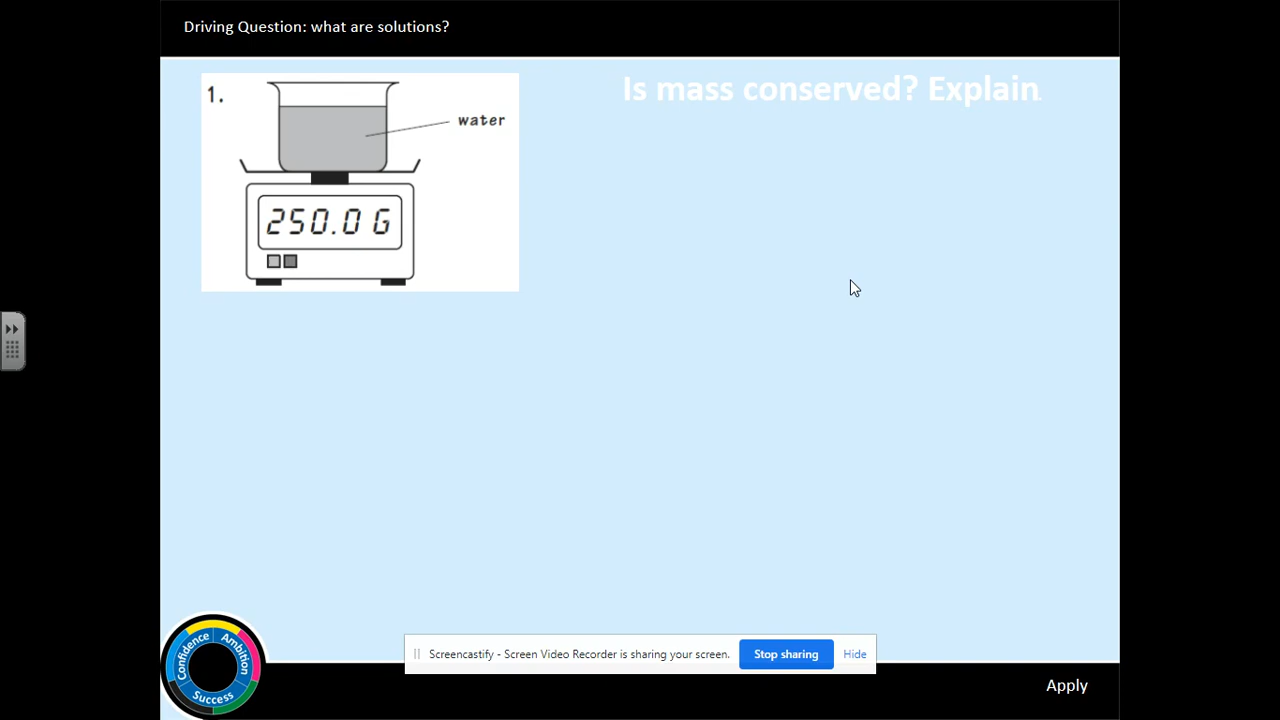 Driving Question: what are solutions?
Is mass conserved? Explain.
1.
water
250.0 G
Confidence
Ambition
Success
Screencastify - Screen Video Recorder is sharing your screen.
Stop sharing
Hide
Apply